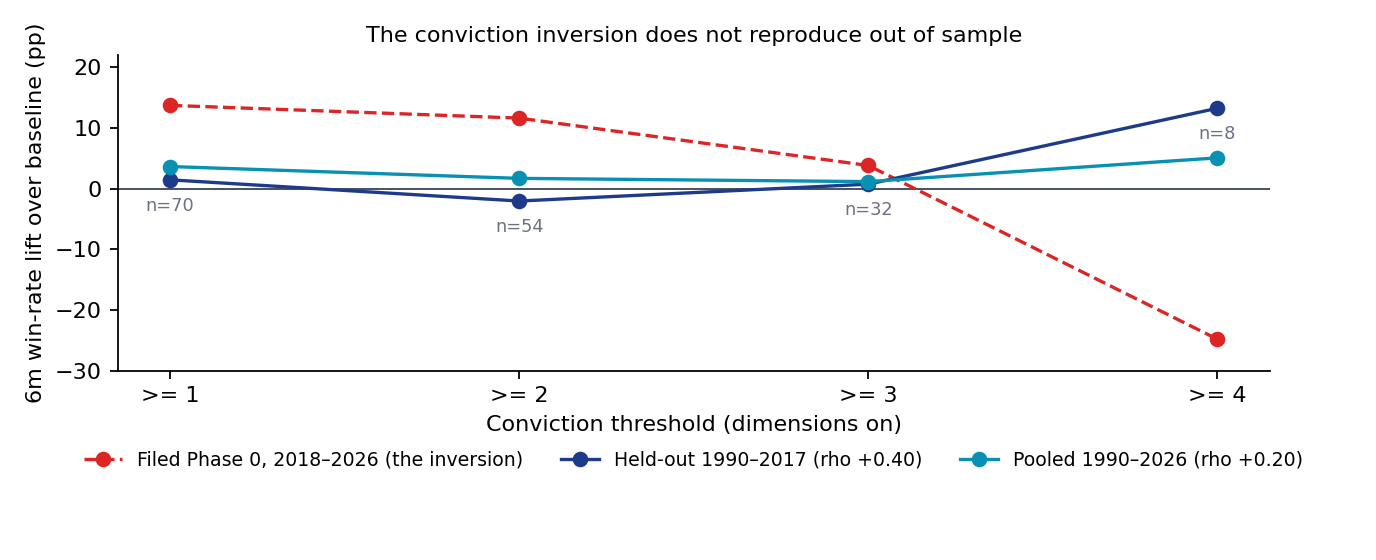 The conviction inversion does not reproduce out of sample
6m win-rate lift over baseline (pp)
20
10
0
−10
−20
−30
n=70
n=54
n=32
n=8
>= 1
>= 2
>= 3
>= 4
Conviction threshold (dimensions on)
Filed Phase 0, 2018–2026 (the inversion)
Held-out 1990–2017 (rho +0.40)
Pooled 1990–2026 (rho +0.20)